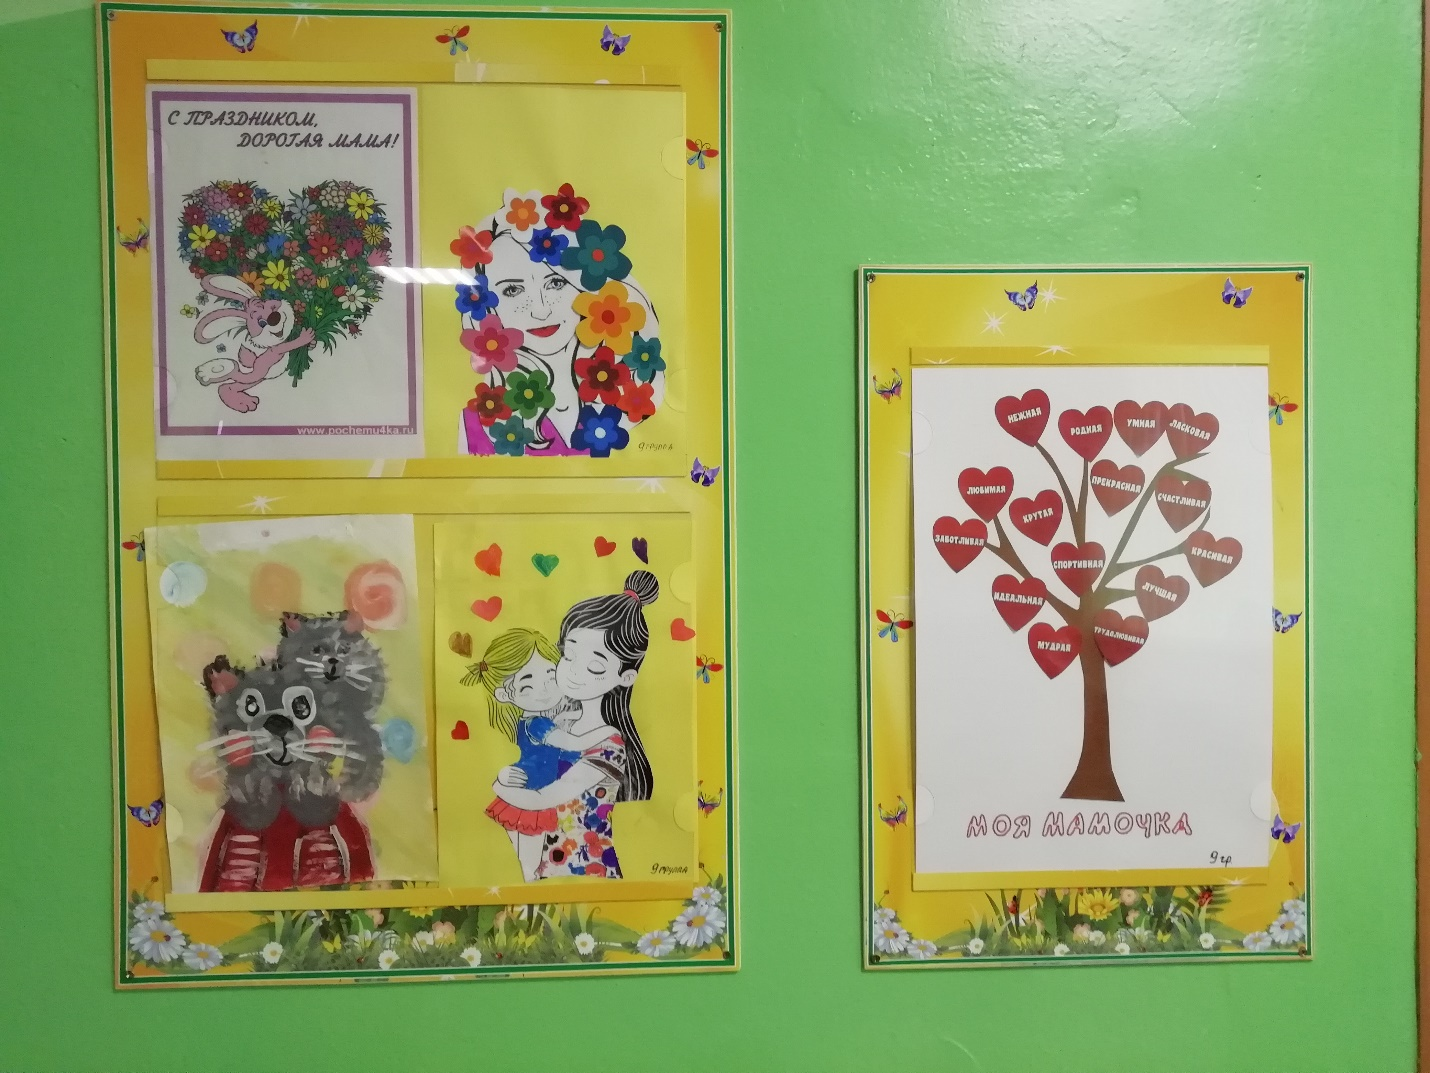 С ПРАЗДНИКОМ,
ДОРОГАЯ МАМА!
www.pochemu4ka.ru
9 группа
9 группа
НЕЖНАЯ
РОДНАЯ
УМНАЯ
ЛАСКОВАЯ
ЛЮБИМАЯ
КРУТАЯ
ПРЕКРАСНАЯ
СЧАСТЛИВАЯ
ЗАБОТЛИВАЯ
СПОРТИВНАЯ
КРАСИВАЯ
ИДЕАЛЬНАЯ
ЛУЧШАЯ
МУДРАЯ
ТРУДОЛЮБИВАЯ
МОЯ МАМОЧКА
9 гр.